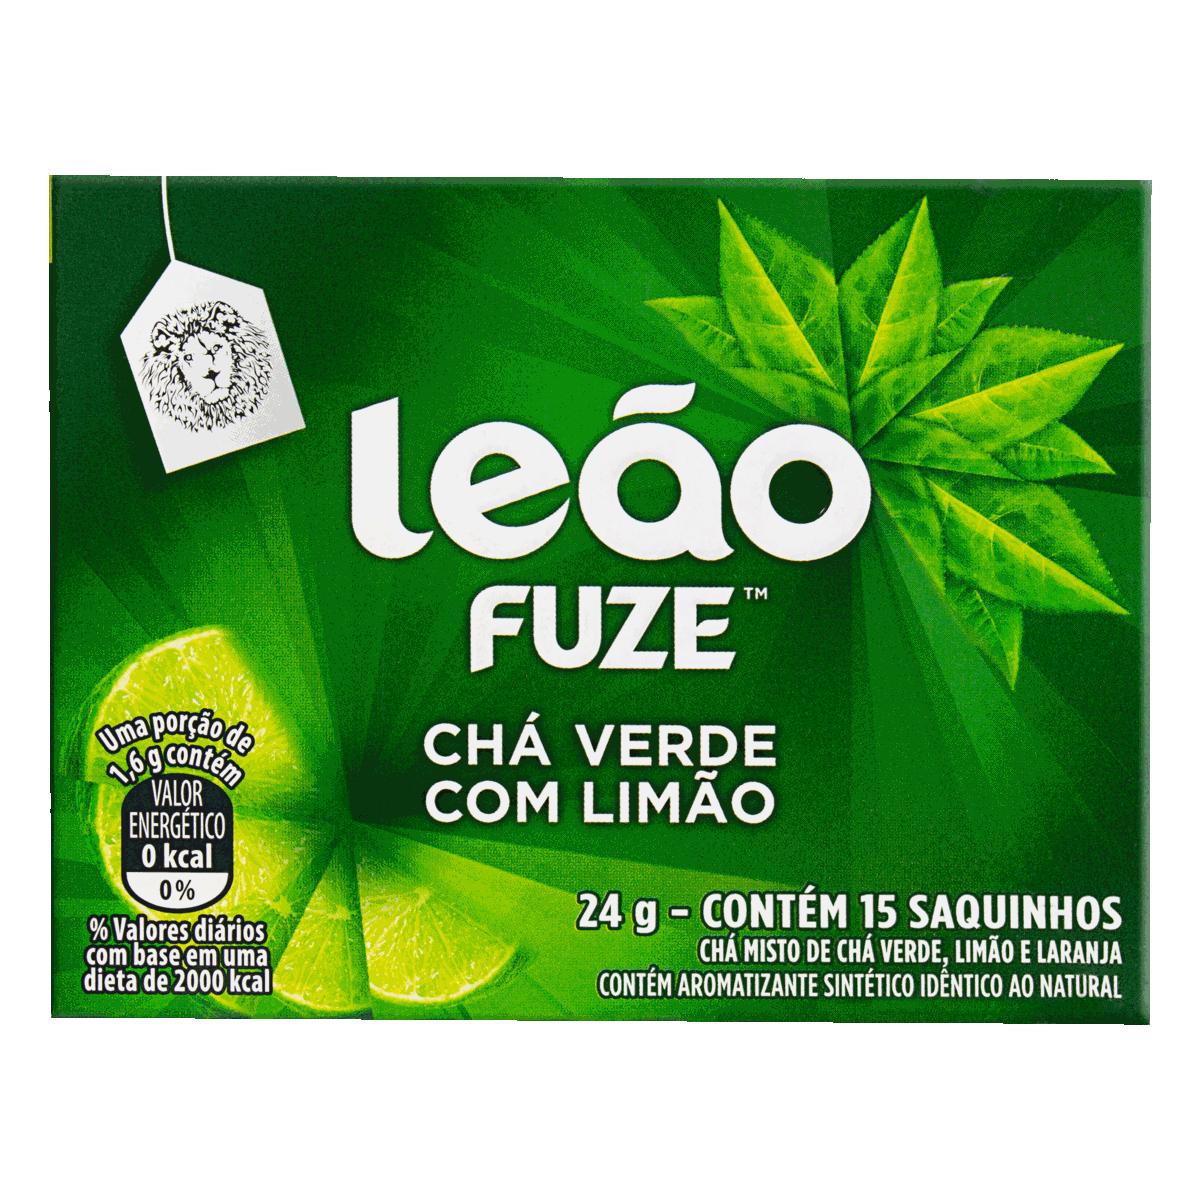 leão
FUZE™
CHÁ VERDE
COM LIMÃO
Uma porção de
1,6 g contém
VALOR
ENERGÉTICO
0 kcal
0%
% Valores diários
com base em uma
dieta de 2000 kcal
24 g - CONTÉM 15 SAQUINHOS
CHÁ MISTO DE CHÁ VERDE, LIMÃO E LARANJA
CONTÉM AROMATIZANTE SINTÉTICO IDÊNTICO AO NATURAL